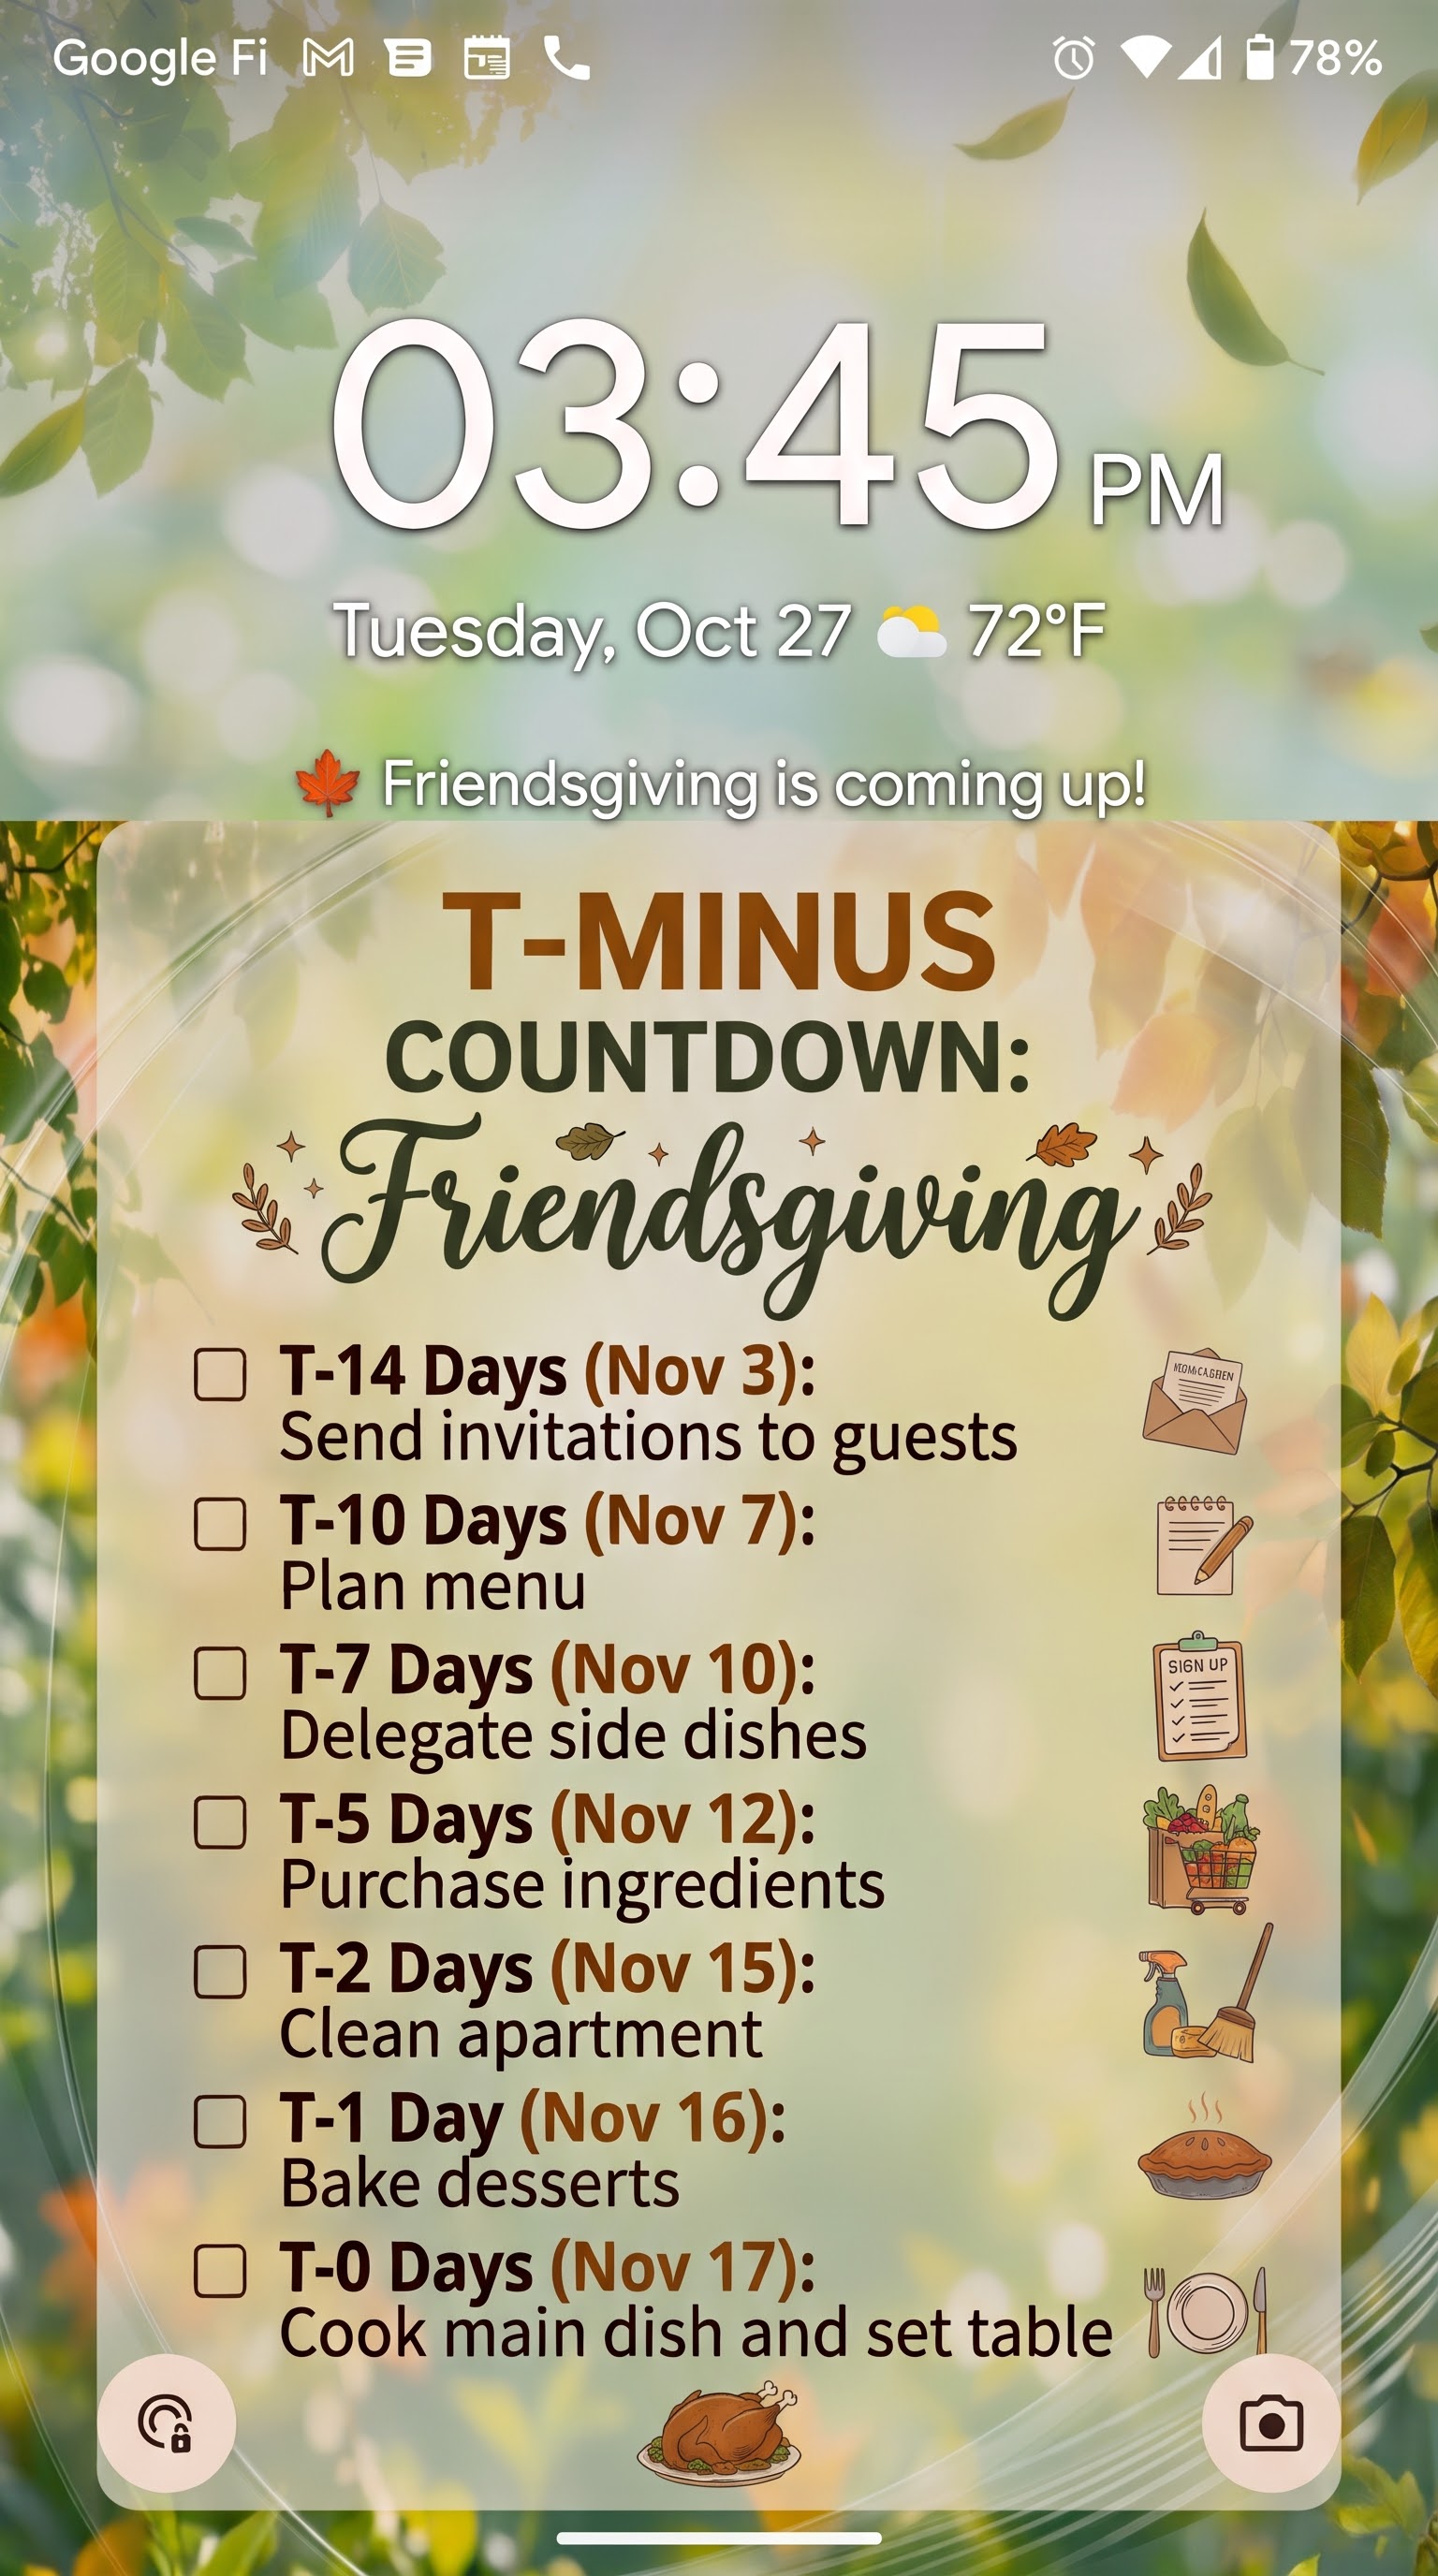 Google Fi 78%
03:45 PM
Tuesday, Oct 27 72°F
Friendsgiving is coming up!
T-MINUS
COUNTDOWN:
Friendsgiving
T-14 Days (Nov 3):
Send invitations to guests
T-10 Days (Nov 7):
Plan menu
T-7 Days (Nov 10):
Delegate side dishes
SIGN UP
T-5 Days (Nov 12):
Purchase ingredients
T-2 Days (Nov 15):
Clean apartment
T-1 Day (Nov 16):
Bake desserts
T-0 Days (Nov 17):
Cook main dish and set table